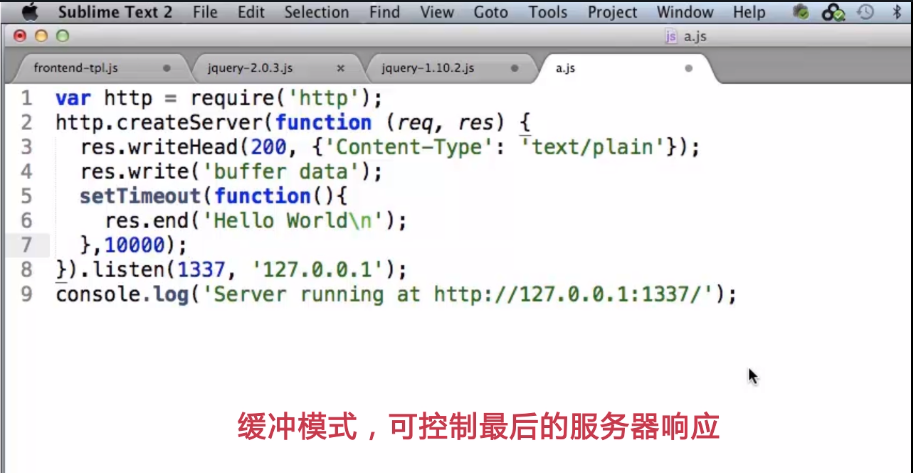 Sublime Text 2 File Edit Selection Find View Goto Tools Project Window Help
js a.js
frontend-tpl.js jquery-2.0.3.js × jquery-1.10.2.js a.js
1 var http = require('http');
2 http.createServer(function (req, res) {
3 res.writeHead(200, {'Content-Type': 'text/plain'});
4 res.write('buffer data');
5 setTimeout(function(){
6 res.end('Hello World\n');
7 },10000);
8 }).listen(1337, '127.0.0.1');
9 console.log('Server running at http://127.0.0.1:1337/');
缓冲模式，可控制最后的服务器响应